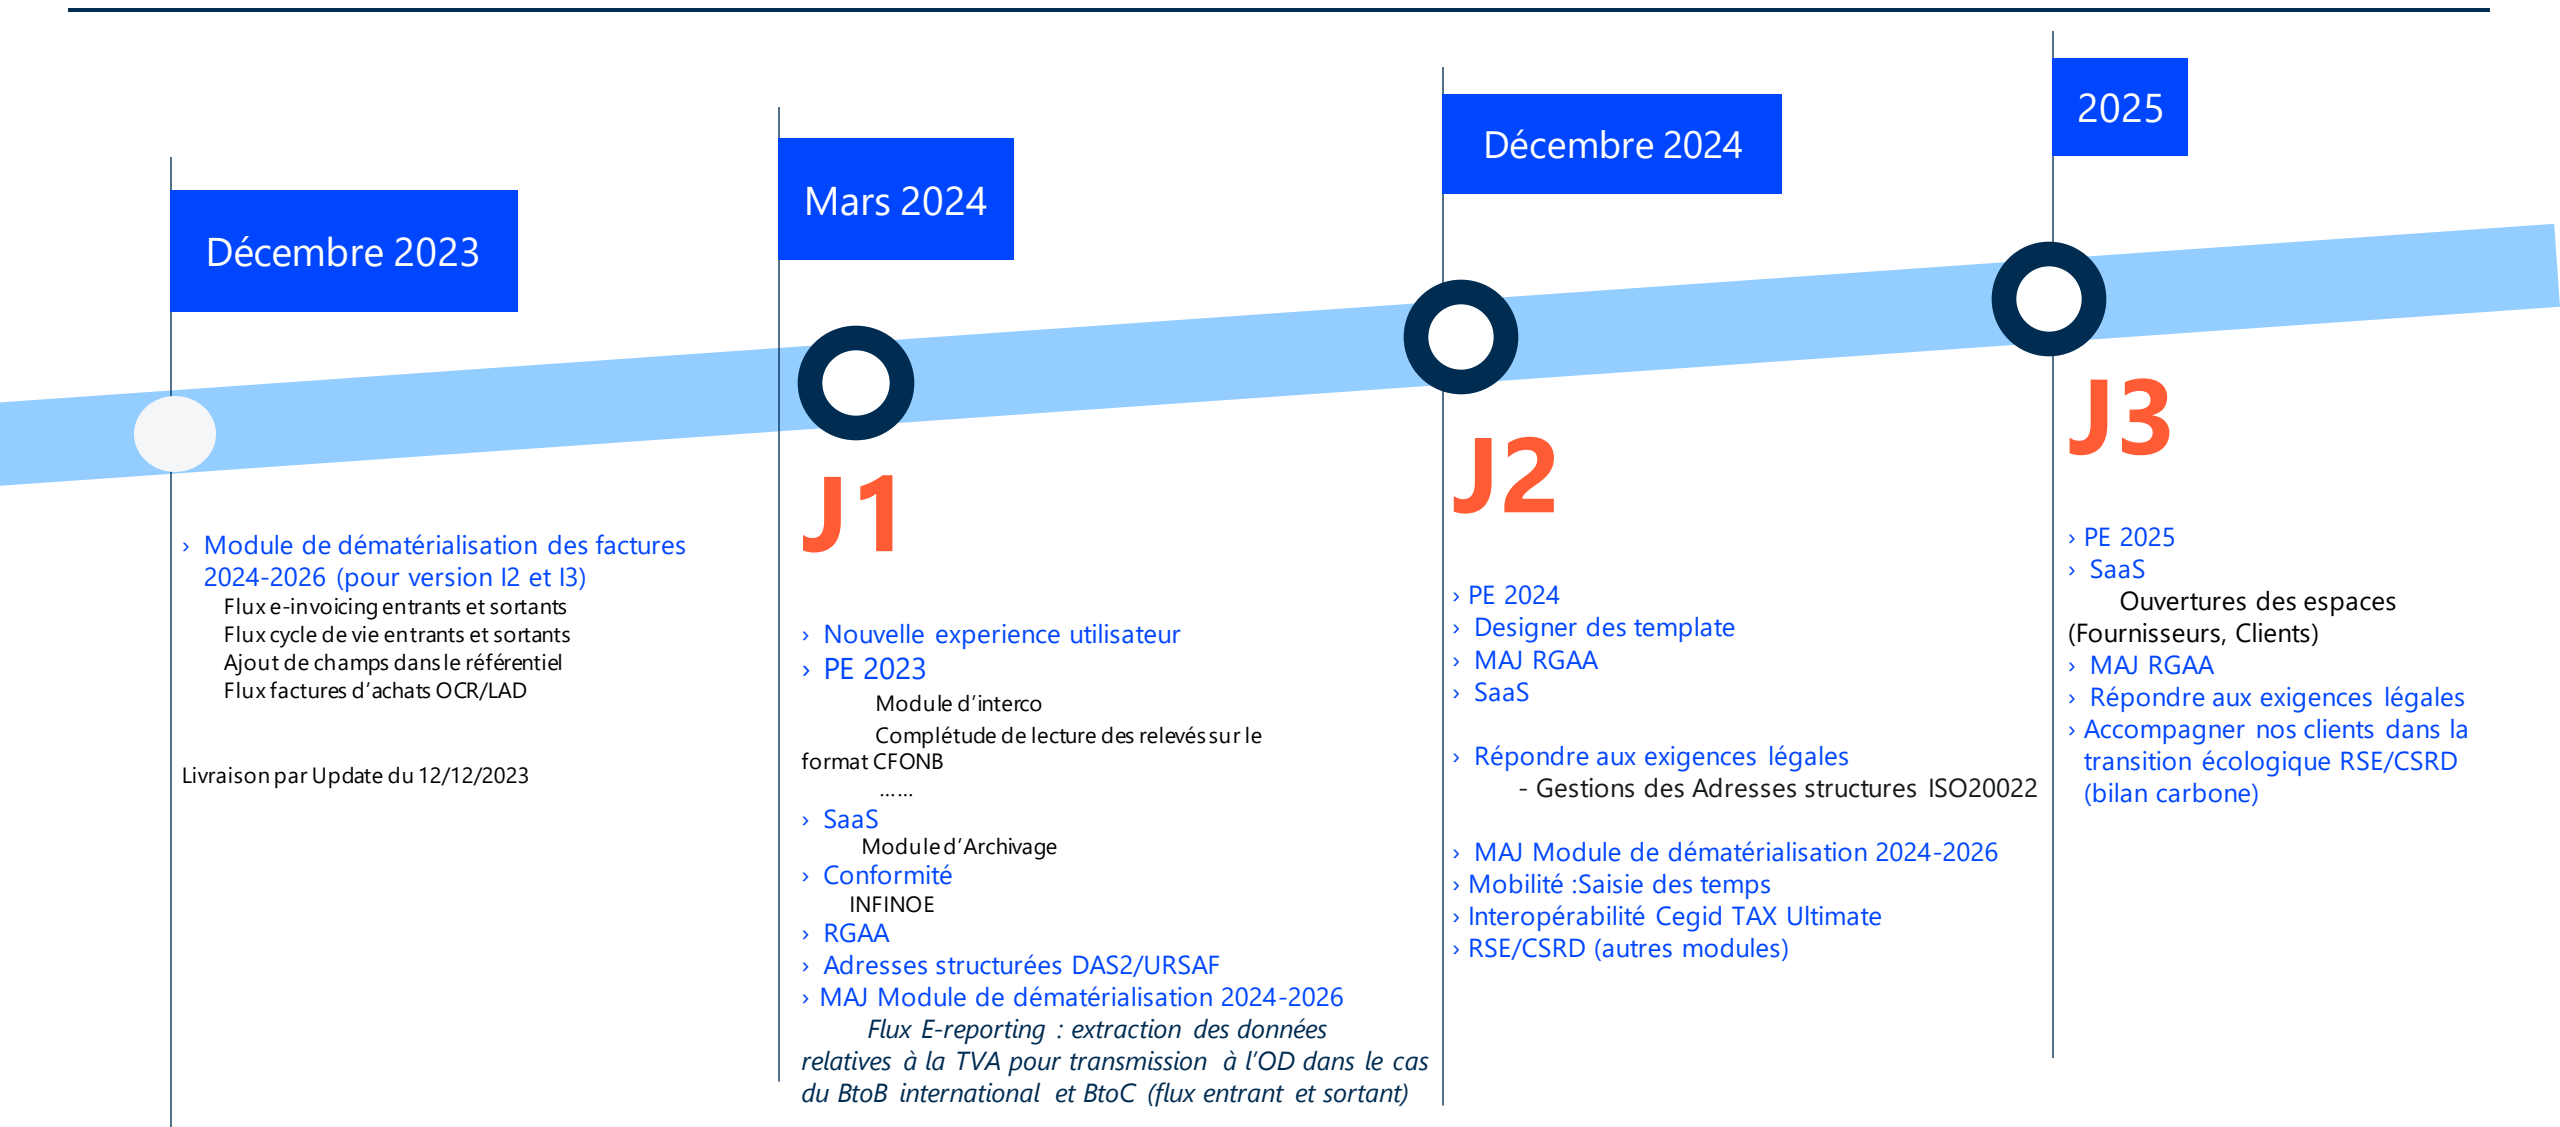 Décembre 2023
› Module de dématérialisation des factures
2024-2026 (pour version I2 et I3)
Flux e-invoicing entrants et sortants
Flux cycle de vie entrants et sortants
Ajout de champs dans le référentiel
Flux factures d’achats OCR/LAD
Livraison par Update du 12/12/2023
Mars 2024
J1
› Nouvelle experience utilisateur
› PE 2023
Module d’interco
Complétude de lecture des relevés sur le
format CFONB
……
› SaaS
Module d’Archivage
› Conformité
INFINOE
› RGAA
› Adresses structurées DAS2/URSAF
› MAJ Module de dématérialisation 2024-2026
Flux E-reporting : extraction des données
relatives à la TVA pour transmission à l’OD dans le cas
du BtoB international et BtoC (flux entrant et sortant)
Décembre 2024
J2
› PE 2024
› Designer des template
› MAJ RGAA
› SaaS
› Répondre aux exigences légales
- Gestions des Adresses structures ISO20022
› MAJ Module de dématérialisation 2024-2026
› Mobilité :Saisie des temps
› Interopérabilité Cegid TAX Ultimate
› RSE/CSRD (autres modules)
2025
J3
› PE 2025
› SaaS
Ouvertures des espaces
(Fournisseurs, Clients)
› MAJ RGAA
› Répondre aux exigences légales
› Accompagner nos clients dans la
transition écologique RSE/CSRD
(bilan carbone)